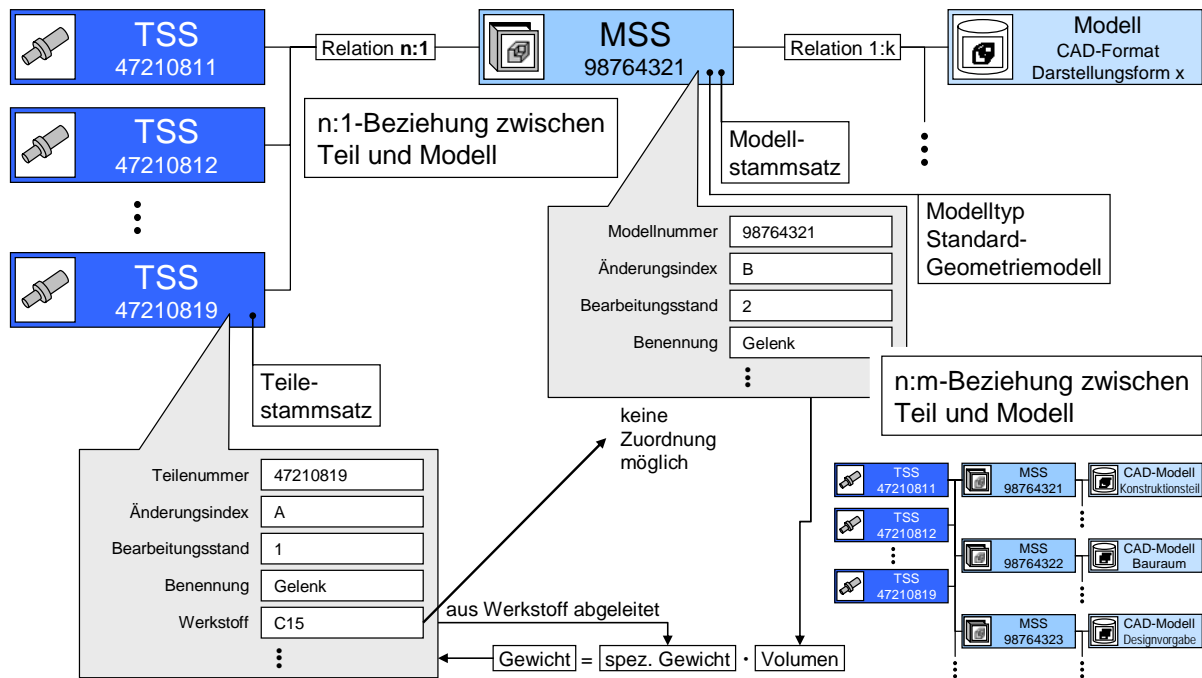 TSS
47210811
Relation n:1
MSS
98764321
Relation 1:k
Modell
CAD-Format
Darstellungsform x
TSS
47210812
n:1-Beziehung zwischen
Teil und Modell
Modell-
stammsatz
Modelltyp
Standard-
Geometriemodell
TSS
47210819
Teile-
stammsatz
Modellnummer 98764321
Änderungsindex B
Bearbeitungsstand 2
Benennung Gelenk
n:m-Beziehung zwischen
Teil und Modell
keine
Zuordnung
möglich
Teilenummer 47210819
Änderungsindex A
Bearbeitungsstand 1
Benennung Gelenk
Werkstoff C15
aus Werkstoff abgeleitet
Gewicht = spez. Gewicht · Volumen
TSS
47210811
MSS
98764321
CAD-Modell
Konstruktionsteil
TSS
47210812
MSS
98764322
CAD-Modell
Bauraum
TSS
47210819
MSS
98764323
CAD-Modell
Designvorgabe